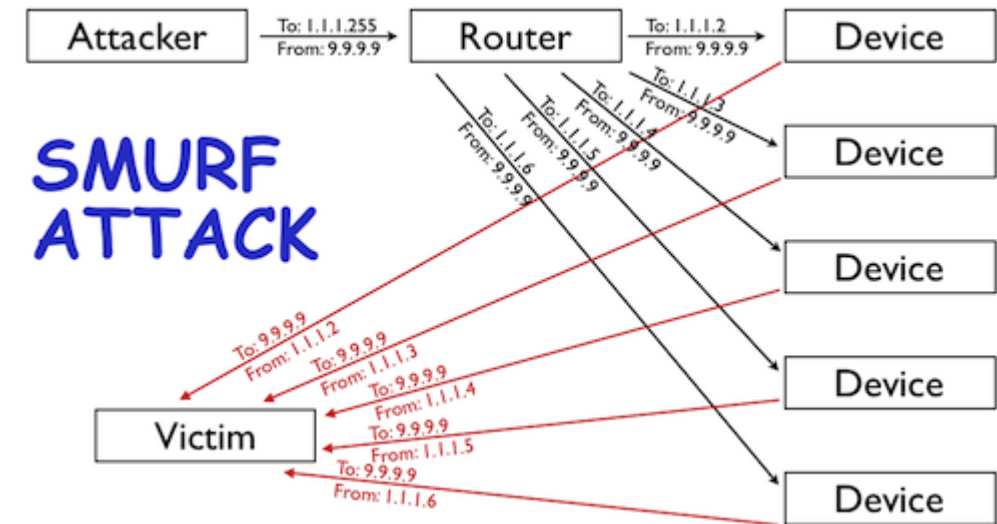 Attacker
To: 1.1.1.255
From: 9.9.9.9
Router
To: 1.1.1.2
From: 9.9.9.9
Device
To: 1.1.1.3
From: 9.9.9.9
To: 1.1.1.4
From: 9.9.9.9
To: 1.1.1.5
From: 9.9.9.9
To: 1.1.1.6
From: 9.9.9.9
SMURF
ATTACK
Device
Device
To: 9.9.9.9
From: 1.1.1.2
To: 9.9.9.9
From: 1.1.1.3
To: 9.9.9.9
From: 1.1.1.4
Device
Victim
To: 9.9.9.9
From: 1.1.1.5
To: 9.9.9.9
From: 1.1.1.6
Device